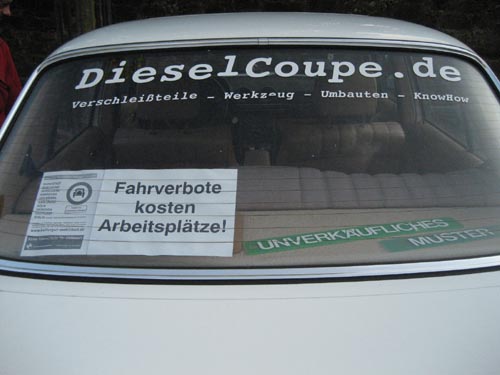 DieselCoupe.de
Verschleißteile - Werkzeug - Umbauten - KnowHow
Fahrverbote
kosten
Arbeitsplätze!
UNVERKÄUFLICHES
MUSTER